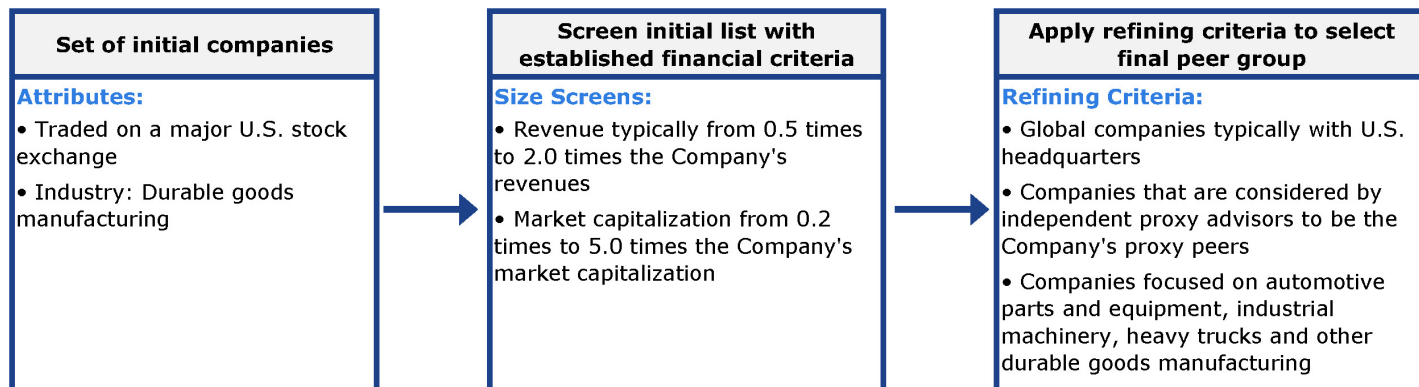 Set of initial companies
Attributes:
• Traded on a major U.S. stock
exchange
• Industry: Durable goods
manufacturing
Screen initial list with
established financial criteria
Size Screens:
• Revenue typically from 0.5 times
to 2.0 times the Company's
revenues
• Market capitalization from 0.2
times to 5.0 times the Company's
market capitalization
Apply refining criteria to select
final peer group
Refining Criteria:
• Global companies typically with U.S.
headquarters
• Companies that are considered by
independent proxy advisors to be the
Company's proxy peers
• Companies focused on automotive
parts and equipment, industrial
machinery, heavy trucks and other
durable goods manufacturing